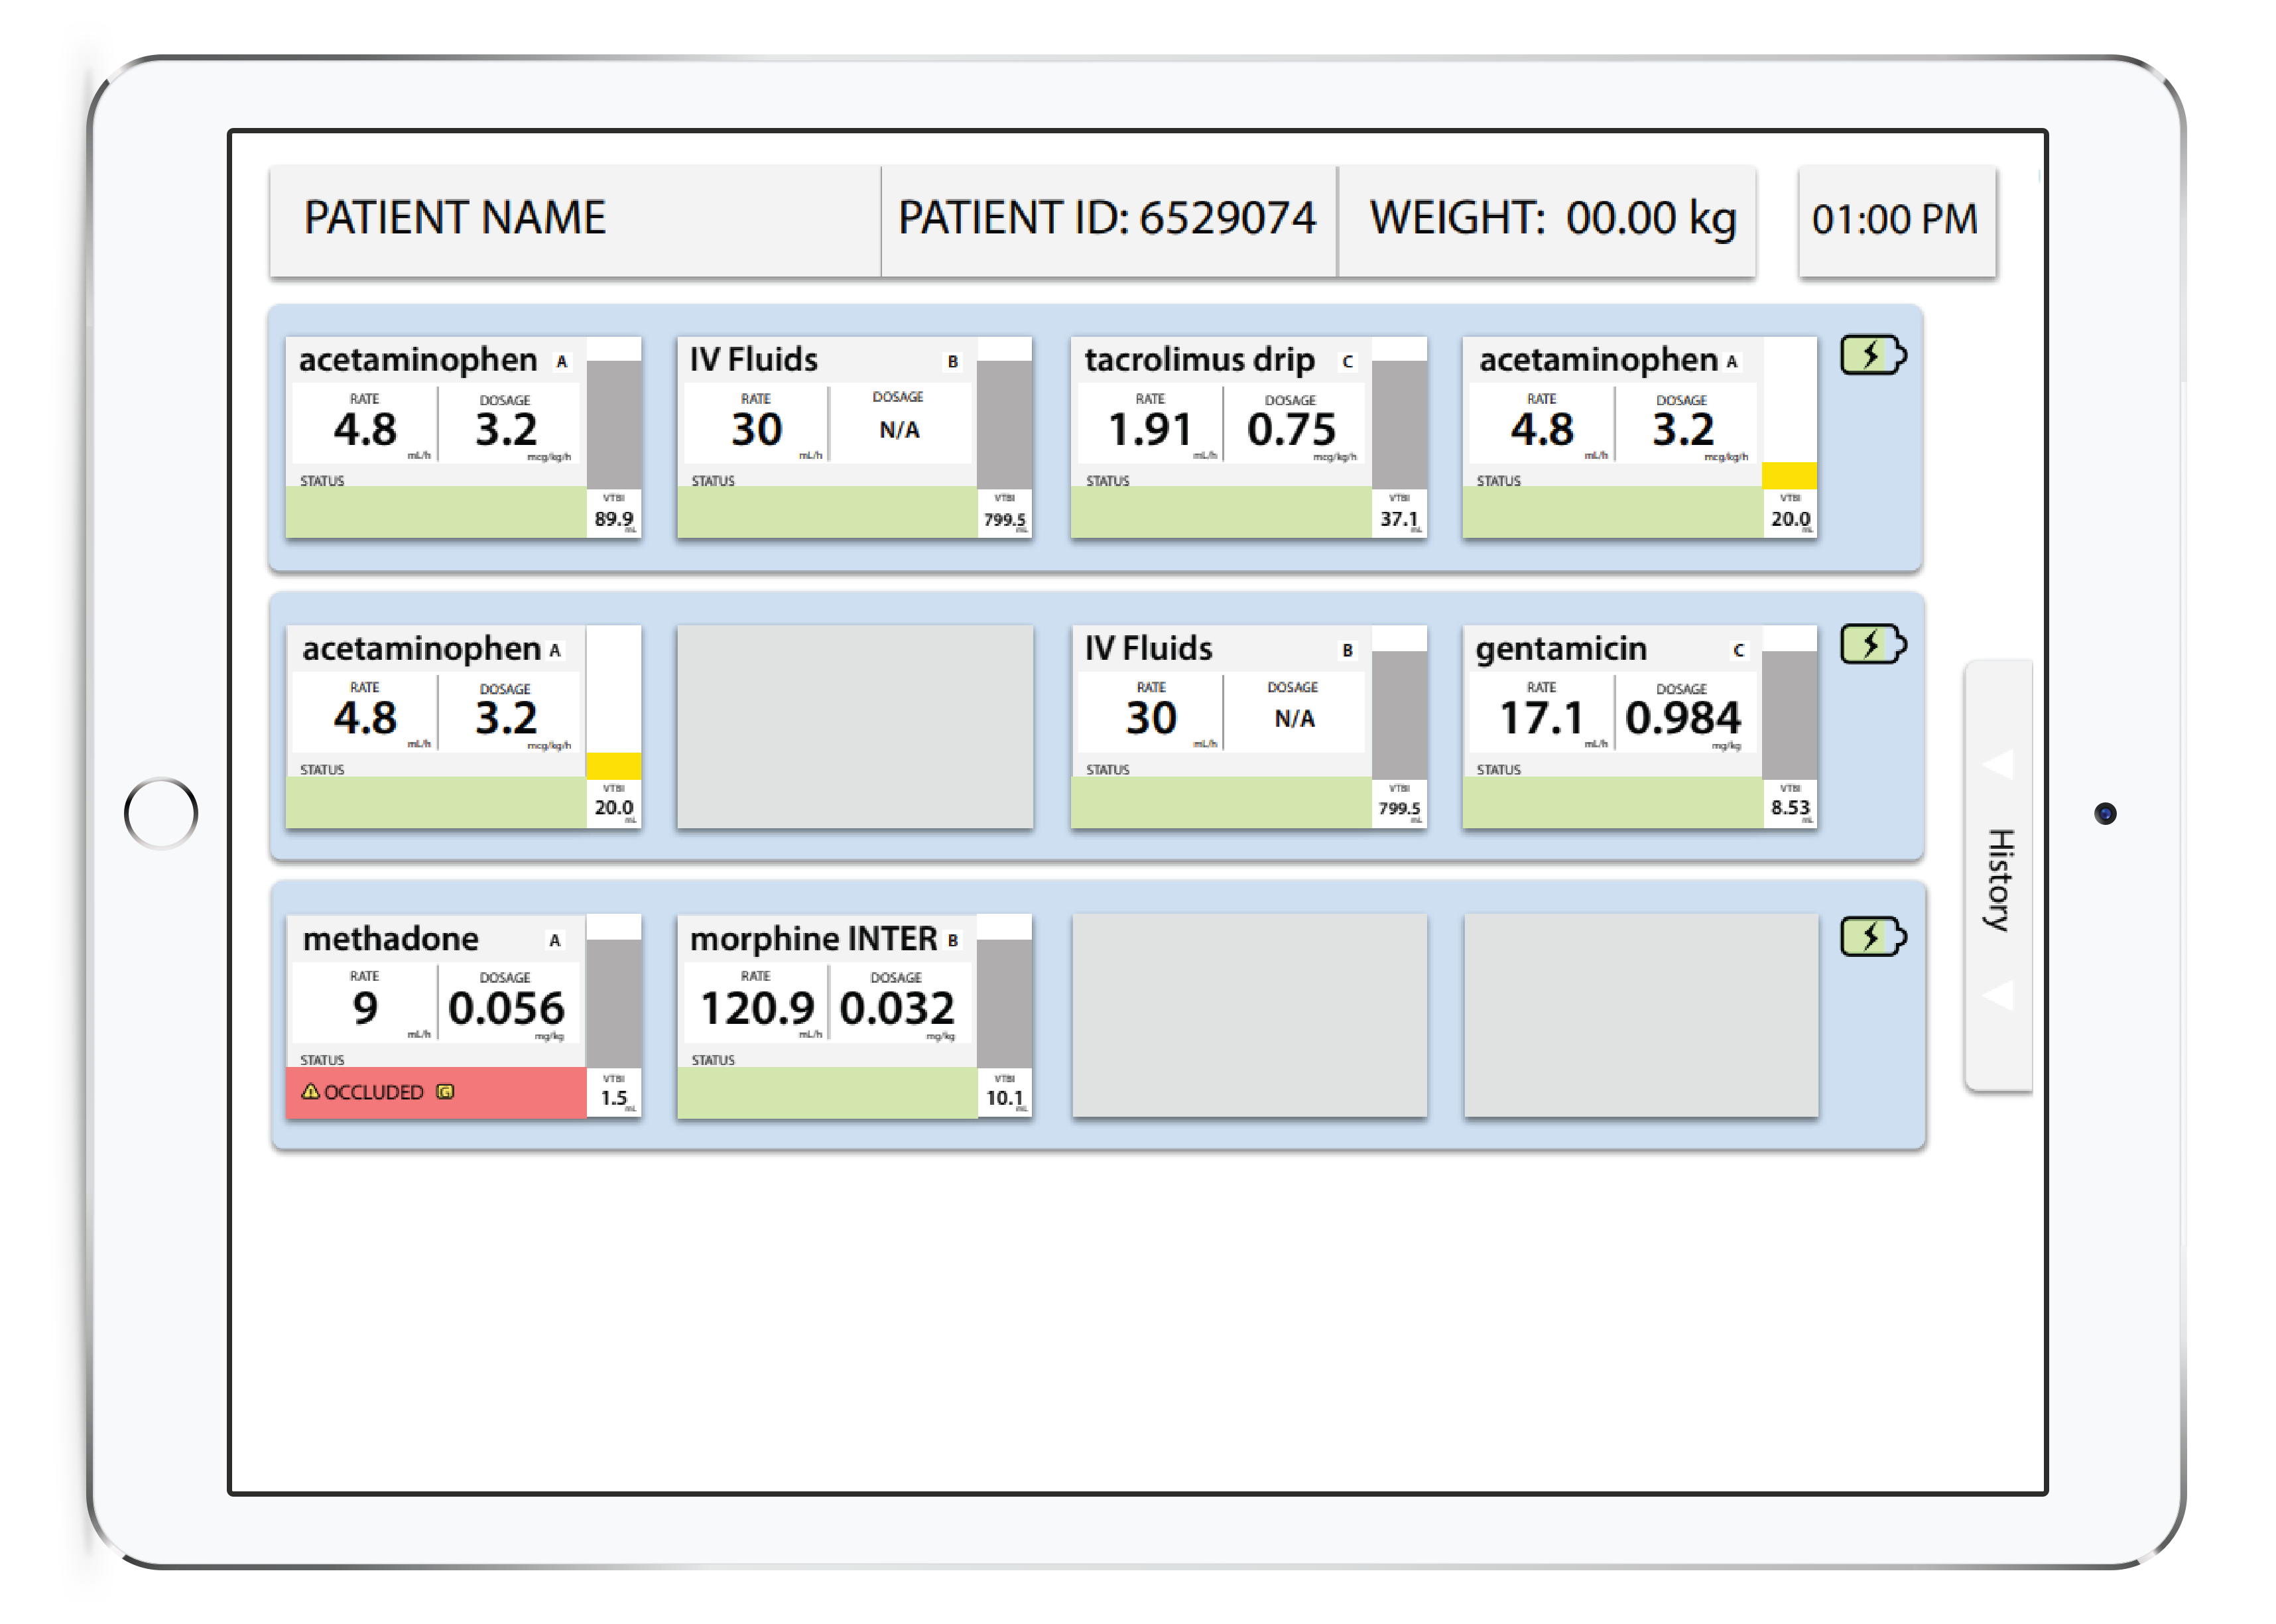 PATIENT NAME
PATIENT ID: 6529074
WEIGHT: 00.00 kg
01:00 PM
acetaminophen A
RATE
4.8
mL/h
DOSAGE
3.2
mcg/kg/h
STATUS
VTBI
89.9
mL
IV Fluids B
RATE
30
mL/h
DOSAGE
N/A
STATUS
VTBI
799.5
mL
tacrolimus drip C
RATE
1.91
mL/h
DOSAGE
0.75
mcg/kg/h
STATUS
VTBI
37.1
mL
acetaminophen A
RATE
4.8
mL/h
DOSAGE
3.2
mcg/kg/h
STATUS
VTBI
20.0
mL
acetaminophen A
RATE
4.8
mL/h
DOSAGE
3.2
mcg/kg/h
STATUS
VTBI
20.0
mL
IV Fluids B
RATE
30
mL/h
DOSAGE
N/A
STATUS
VTBI
799.5
mL
gentamicin C
RATE
17.1
mL/h
DOSAGE
0.984
mg/kg
STATUS
VTBI
8.53
mL
methadone A
RATE
9
mL/h
DOSAGE
0.056
mg/kg
STATUS
OCCLUDED G
VTBI
1.5
mL
morphine INTER B
RATE
120.9
mL/h
DOSAGE
0.032
mg/kg
STATUS
VTBI
10.1
mL
History